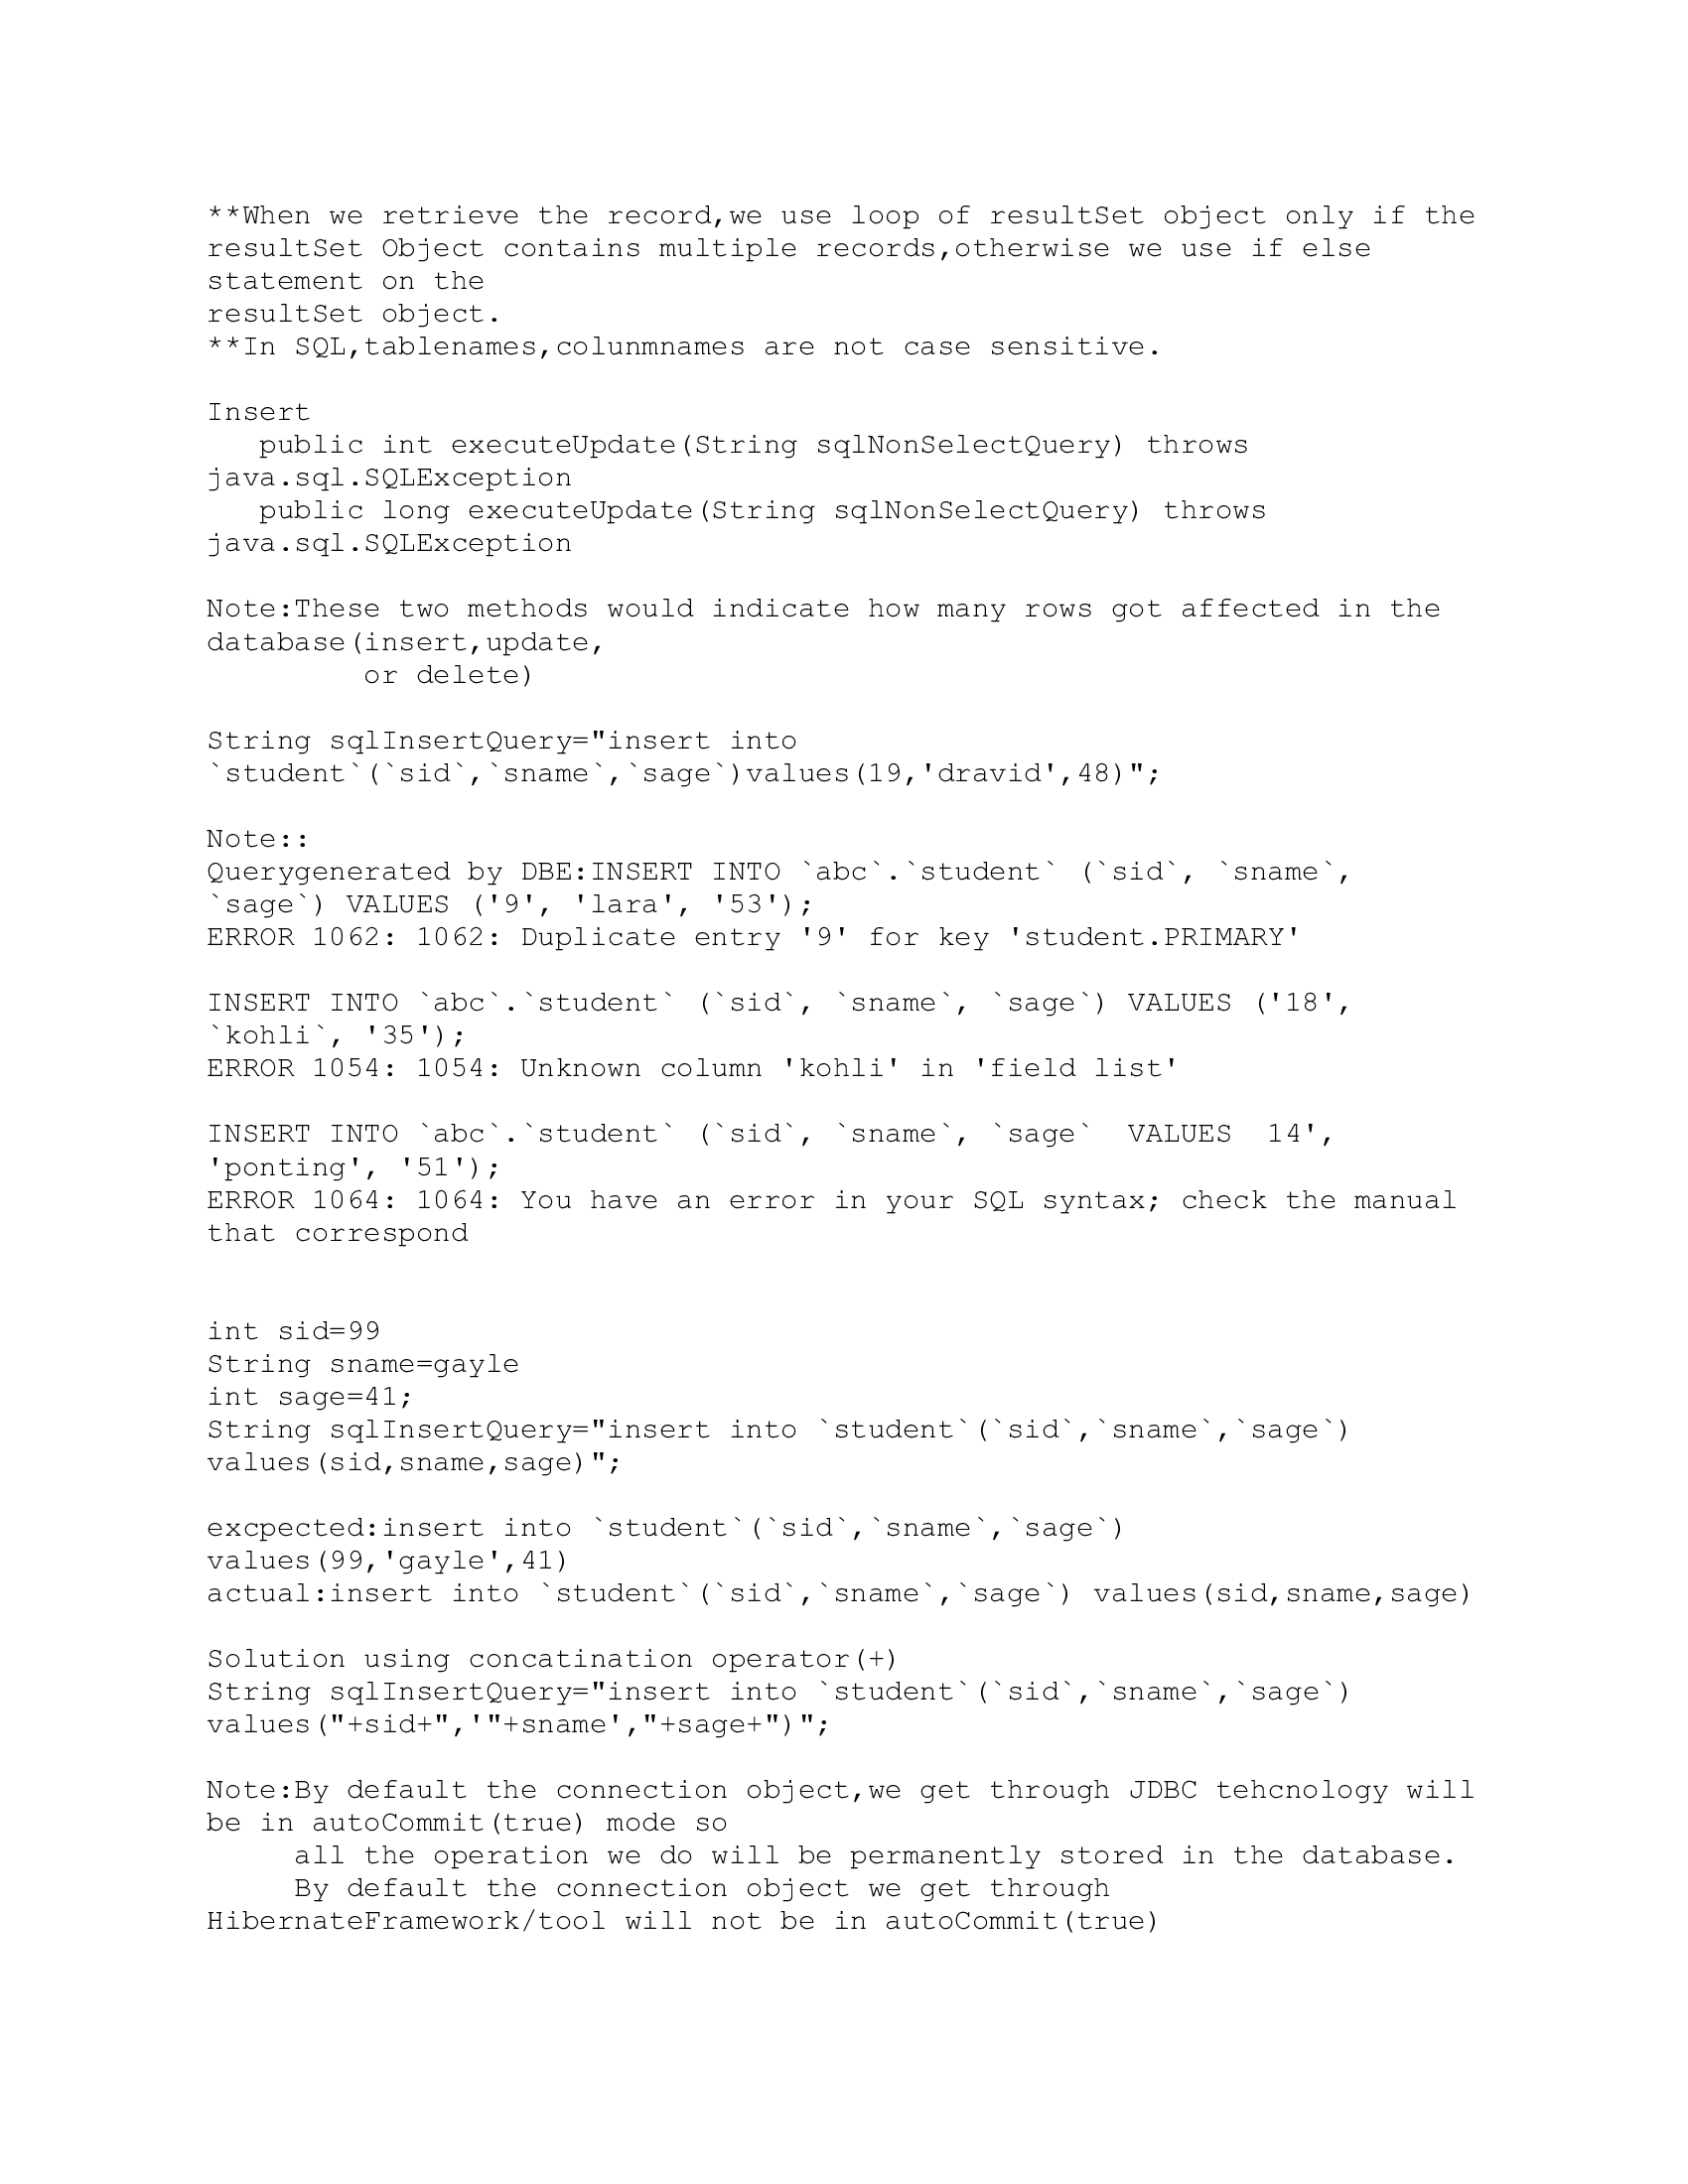 **When we retrieve the record,we use loop of resultSet object only if the
resultSet Object contains multiple records,otherwise we use if else
statement on the
resultSet object.
**In SQL,tablenames,colunmnames are not case sensitive.
Insert
public int executeUpdate(String sqlNonSelectQuery) throws
java.sql.SQLException
public long executeUpdate(String sqlNonSelectQuery) throws
java.sql.SQLException
Note:These two methods would indicate how many rows got affected in the
database(insert,update,
or delete)
String sqlInsertQuery="insert into
`student`(`sid`,`sname`,`sage`)values(19,'dravid',48)";
Note::
Querygenerated by DBE:INSERT INTO `abc`.`student` (`sid`, `sname`,
`sage`) VALUES ('9', 'lara', '53');
ERROR 1062: 1062: Duplicate entry '9' for key 'student.PRIMARY'
INSERT INTO `abc`.`student` (`sid`, `sname`, `sage`) VALUES ('18',
`kohli`, '35');
ERROR 1054: 1054: Unknown column 'kohli' in 'field list'
INSERT INTO `abc`.`student` (`sid`, `sname`, `sage`  VALUES  14',
'ponting', '51');
ERROR 1064: 1064: You have an error in your SQL syntax; check the manual
that correspond
int sid=99
String sname=gayle
int sage=41;
String sqlInsertQuery="insert into `student`(`sid`,`sname`,`sage`)
values(sid,sname,sage)";
excpected:insert into `student`(`sid`,`sname`,`sage`)
values(99,'gayle',41)
actual:insert into `student`(`sid`,`sname`,`sage`) values(sid,sname,sage)
Solution using concatination operator(+)
String sqlInsertQuery="insert into `student`(`sid`,`sname`,`sage`)
values("+sid+",'"+sname',"+sage+")";
Note:By default the connection object,we get through JDBC tehcnology will
be in autoCommit(true) mode so
all the operation we do will be permanently stored in the database.
By default the connection object we get through
HibernateFramework/tool will not be in autoCommit(true)